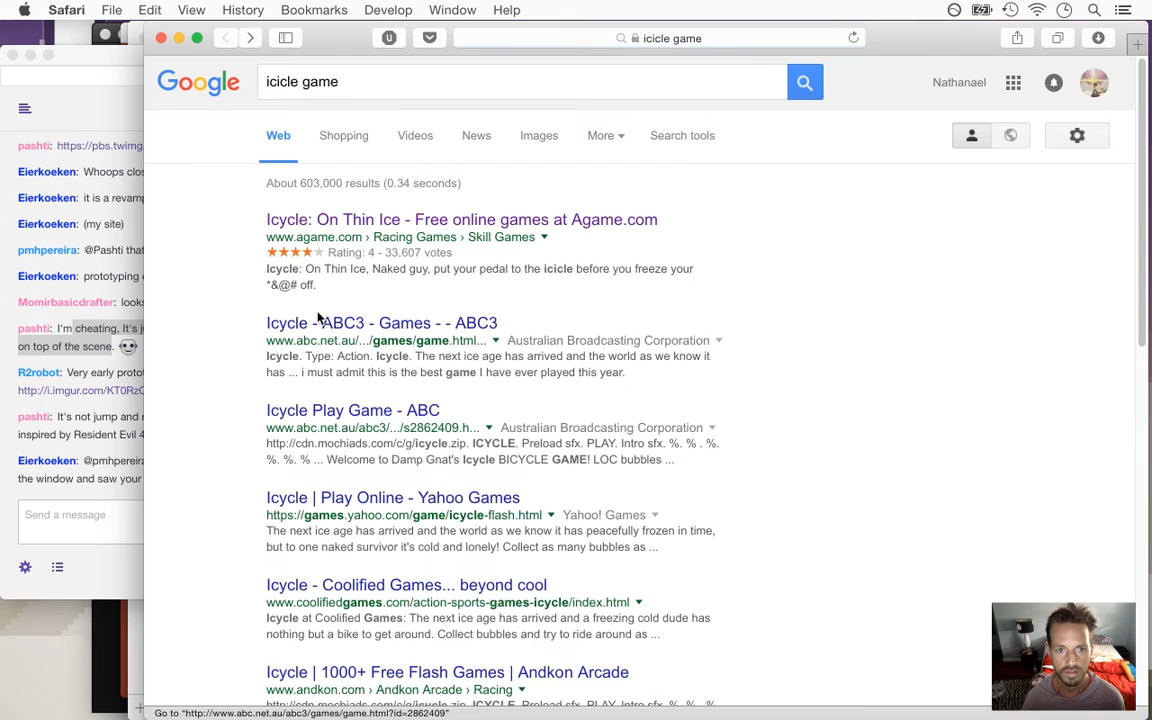 Safari File Edit View History Bookmarks Develop Window Help
U
icicle game
Google icicle game Nathanael
Web Shopping Videos News Images More Search tools
About 603,000 results (0.34 seconds)
Icycle: On Thin Ice - Free online games at Agame.com
www.agame.com › Racing Games › Skill Games
Rating: 4 - 33,607 votes
Icycle: On Thin Ice, Naked guy, put your pedal to the icicle before you freeze your
*&@# off.
Icycle - ABC3 - Games - - ABC3
www.abc.net.au/.../games/game.html... Australian Broadcasting Corporation
Icycle. Type: Action. Icycle. The next ice age has arrived and the world as we know it
has ... i must admit this is the best game I have ever played this year.
Icycle Play Game - ABC
www.abc.net.au/abc3/.../s2862409.h... Australian Broadcasting Corporation
http://cdn.mochiads.com/c/g/icycle.zip. ICYCLE. Preload sfx. PLAY. Intro sfx. %. % . %.
%. %. % ... Welcome to Damp Gnat's Icycle BICYCLE GAME! LOC bubbles ...
Icycle | Play Online - Yahoo Games
https://games.yahoo.com/game/icycle-flash.html Yahoo! Games
The next ice age has arrived and the world as we know it has peacefully frozen in time,
but to one naked survivor it's cold and lonely! Collect as many bubbles as ...
Icycle - Coolified Games... beyond cool
www.coolifiedgames.com/action-sports-games-icycle/index.html
Icycle at Coolified Games: The next ice age has arrived and a freezing cold dude has
nothing but a bike to get around. Collect bubbles and try to ride around as ...
Icycle | 1000+ Free Flash Games | Andkon Arcade
www.andkon.com › Andkon Arcade › Racing
Go to "http://www.abc.net.au/abc3/games/game.html?id=2862409"
pashti: https://pbs.twimg.
Eierkoeken: Whoops clos
Eierkoeken: it is a revamp
Eierkoeken: (my site)
pmhpereira: @Pashti that
Eierkoeken: prototyping
Momirbasicdrafter: looks
pashti: I'm cheating, It's j
on top of the scene.
R2robot: Very early proto
http://i.imgur.com/KT0RzC
pashti: It's not jump and r
inspired by Resident Evil 4
Eierkoeken: @pmhpereira
the window and saw your
Send a message